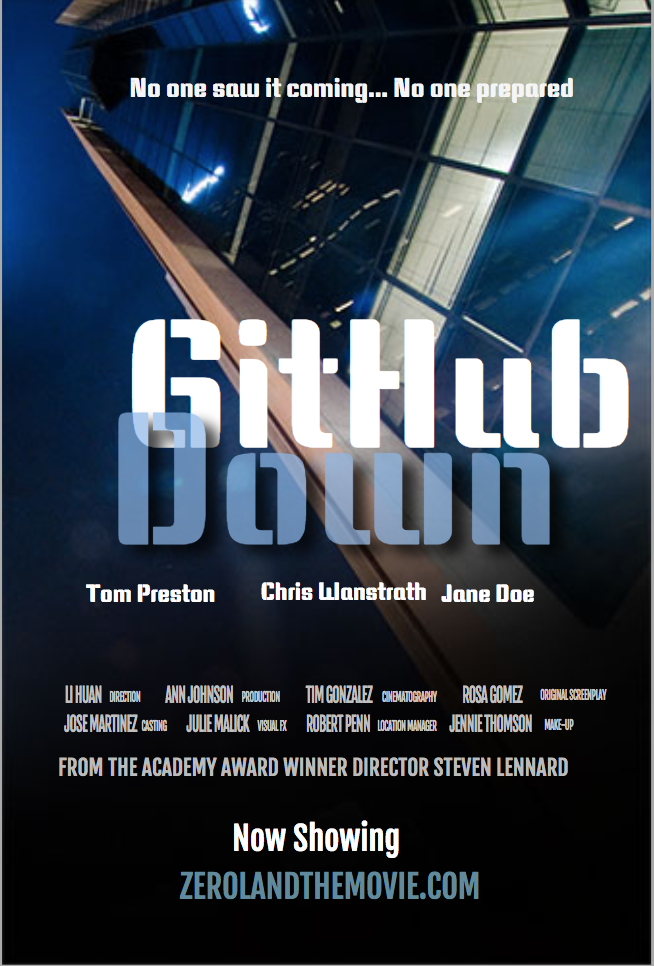 No one saw it coming... No one prepared
GitHub
Down
Tom Preston Chris Wanstrath Jane Doe
LI HUAN DIRECTION ANN JOHNSON PRODUCTION TIM GONZALEZ CINEMATOGRAPHY ROSA GOMEZ ORIGINAL SCREENPLAY
JOSE MARTINEZ CASTING JULIE MALICK VISUAL FX ROBERT PENN LOCATION MANAGER JENNIE THOMSON MAKE-UP
FROM THE ACADEMY AWARD WINNER DIRECTOR STEVEN LENNARD
Now Showing
ZEROLANDTHEMOVIE.COM